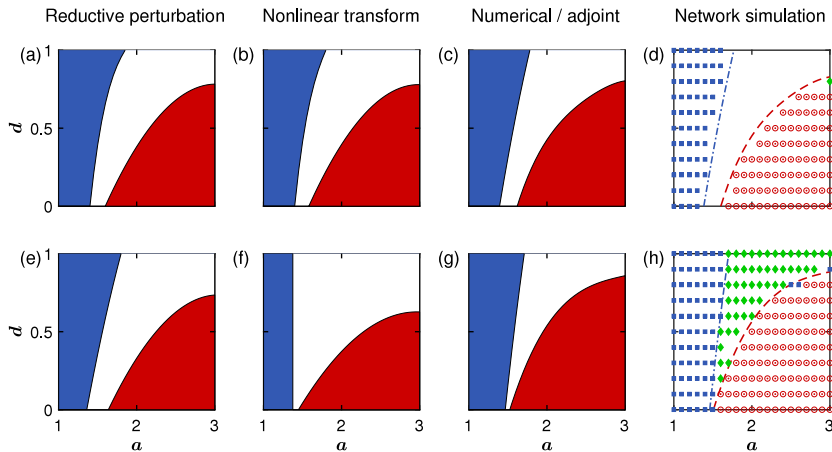 Reductive perturbation Nonlinear transform Numerical / adjoint Network simulation
(a) (b) (c) (d)
1
d 0.5
0
(e) (f) (g) (h)
1
d 0.5
0
1 2 3 1 2 3 1 2 3 1 2 3
a a a a